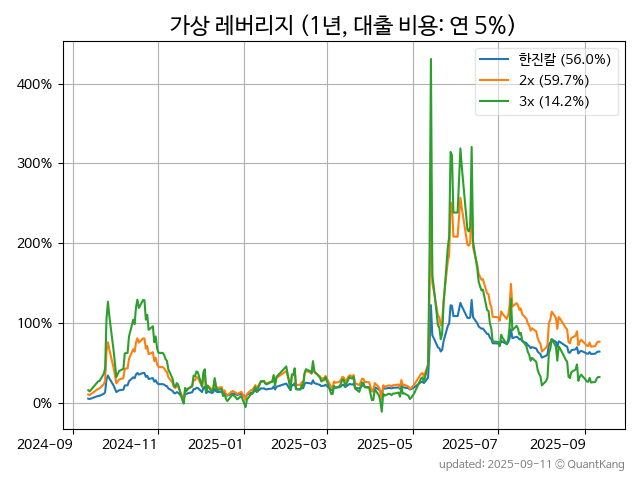 가상 레버리지 (1년, 대출 비용: 연 5%)
한진칼 (56.0%)
2x (59.7%)
3x (14.2%)
400%
300%
200%
100%
0%
2024-09
2024-11
2025-01
2025-03
2025-05
2025-07
2025-09
updated: 2025-09-11 © QuantKang